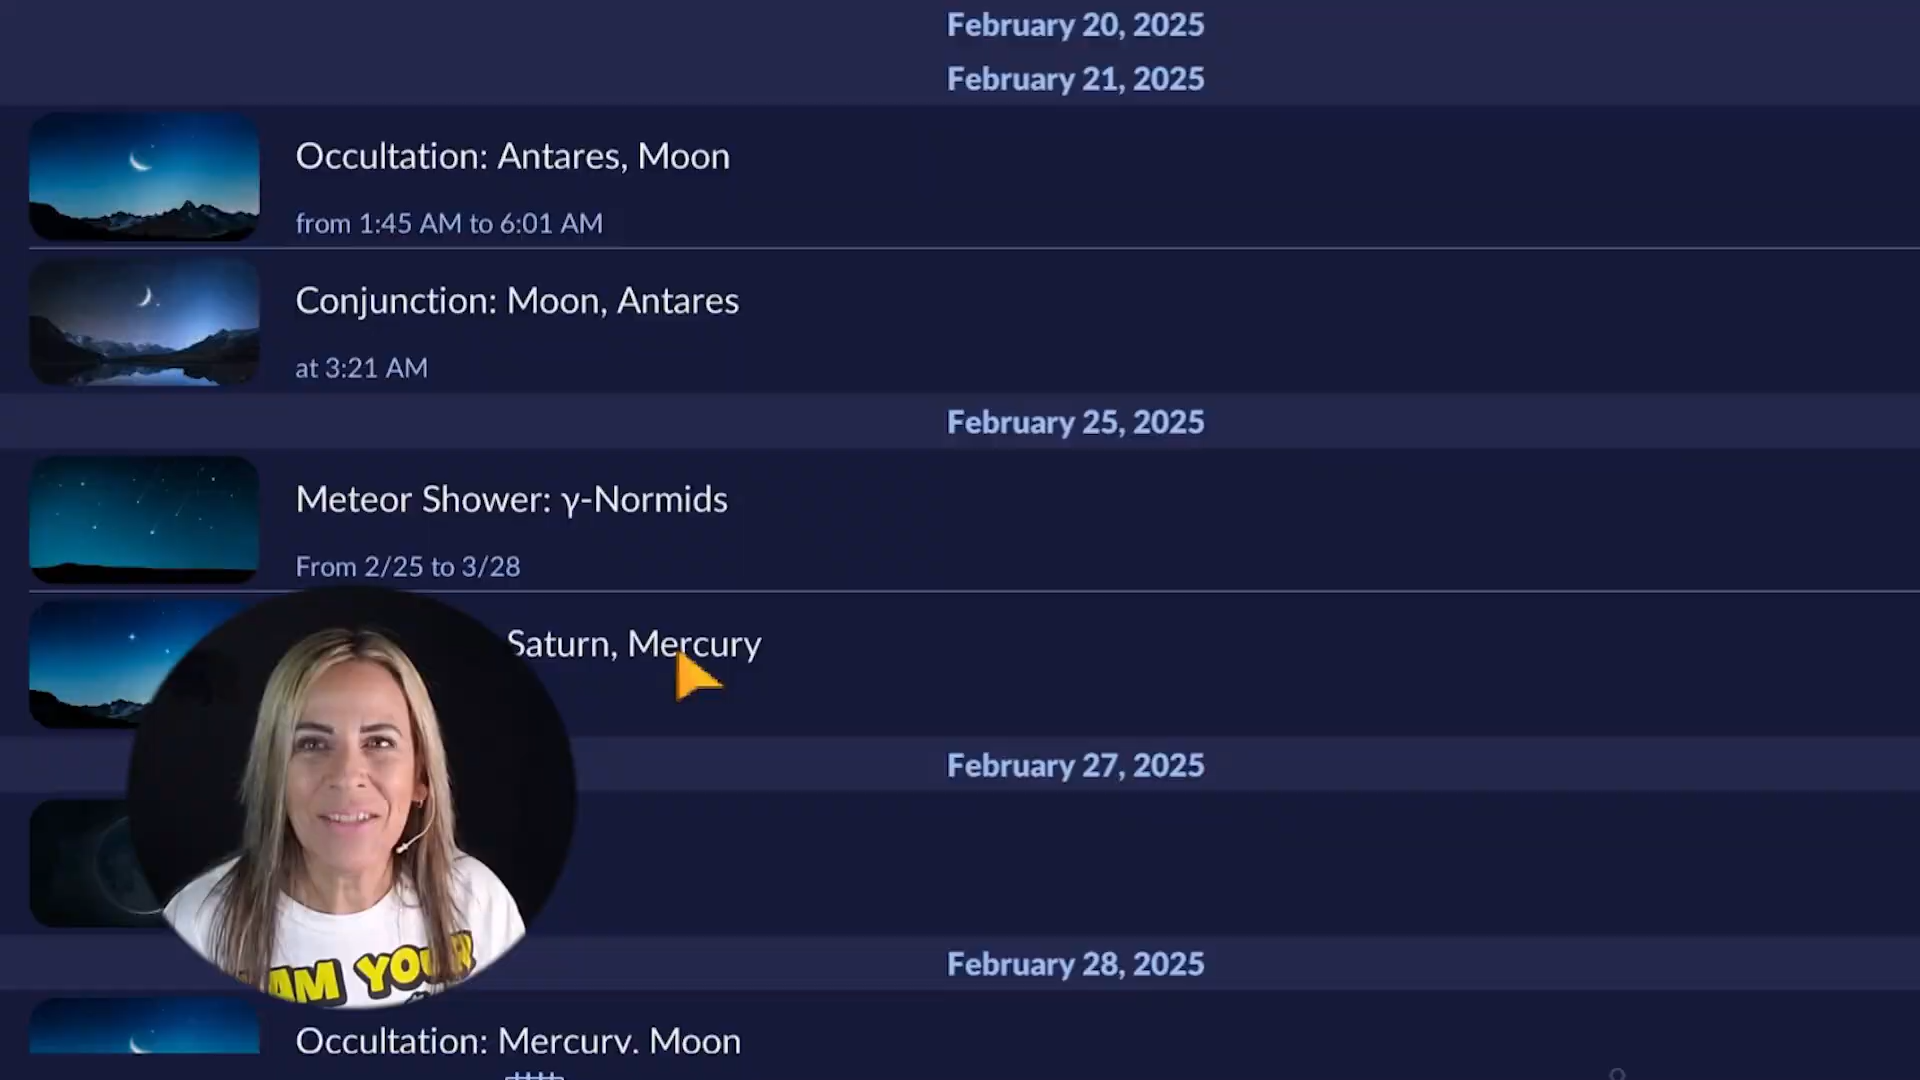 February 20, 2025
February 21, 2025
Occultation: Antares, Moon
from 1:45 AM to 6:01 AM
Conjunction: Moon, Antares
at 3:21 AM
February 25, 2025
Meteor Shower: γ-Normids
From 2/25 to 3/28
Saturn, Mercury
February 27, 2025
AM YOUR
February 28, 2025
Occultation: Mercury, Moon